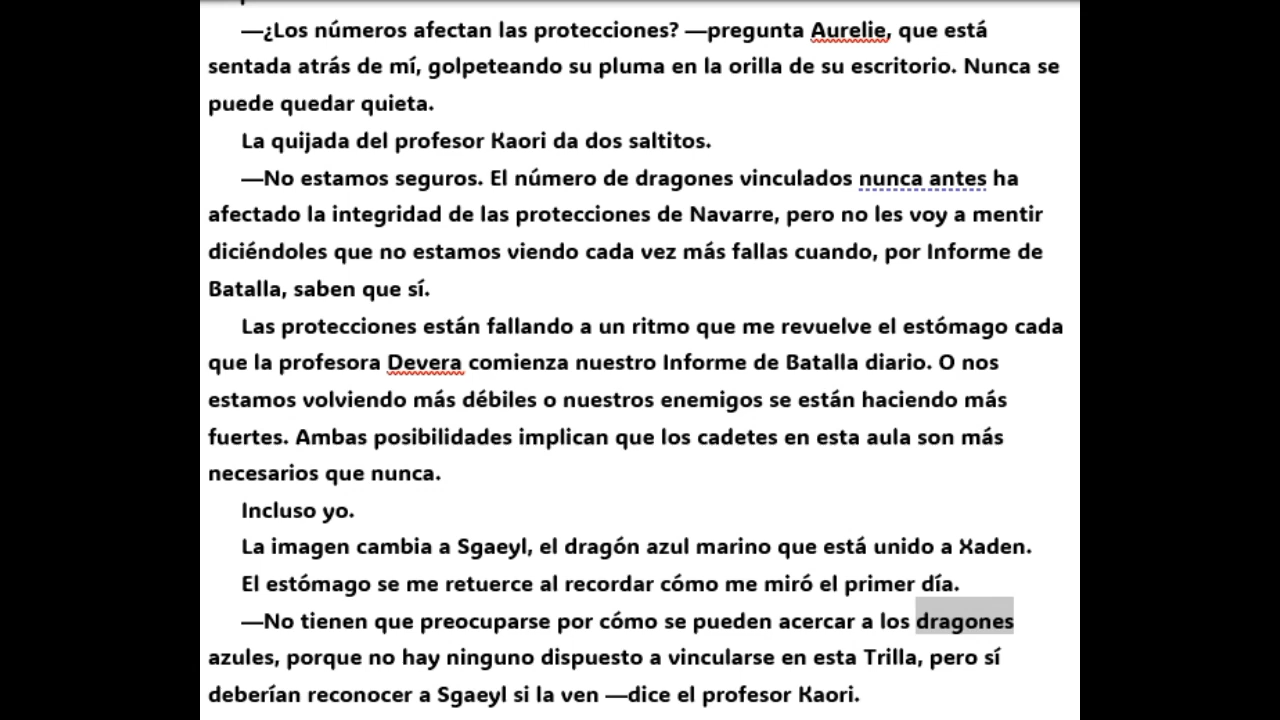 —¿Los números afectan las protecciones? —pregunta Aurelie, que está
sentada atrás de mí, golpeteando su pluma en la orilla de su escritorio. Nunca se
puede quedar quieta.
La quijada del profesor Kaori da dos saltitos.
—No estamos seguros. El número de dragones vinculados nunca antes ha
afectado la integridad de las protecciones de Navarre, pero no les voy a mentir
diciéndoles que no estamos viendo cada vez más fallas cuando, por Informe de
Batalla, saben que sí.
Las protecciones están fallando a un ritmo que me revuelve el estómago cada
que la profesora Devera comienza nuestro Informe de Batalla diario. O nos
estamos volviendo más débiles o nuestros enemigos se están haciendo más
fuertes. Ambas posibilidades implican que los cadetes en esta aula son más
necesarios que nunca.
Incluso yo.
La imagen cambia a Sgaeyl, el dragón azul marino que está unido a Xaden.
El estómago se me retuerce al recordar cómo me miró el primer día.
—No tienen que preocuparse por cómo se pueden acercar a los dragones
azules, porque no hay ninguno dispuesto a vincularse en esta Trilla, pero sí
deberían reconocer a Sgaeyl si la ven —dice el profesor Kaori.